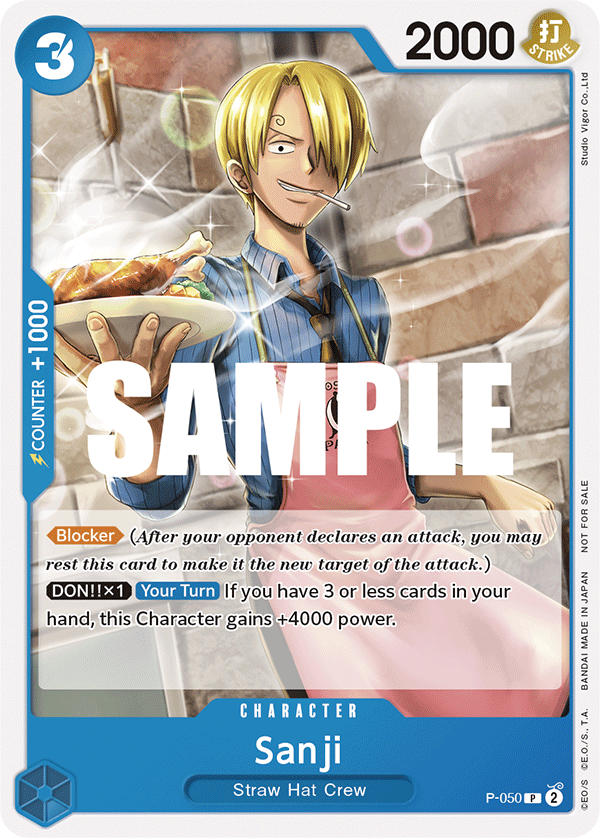 3
2000
打
STRIKE
Studio Vigor Co.,Ltd
COUNTER +1000
SAMPLE
Blocker (After your opponent declares an attack, you may
rest this card to make it the new target of the attack.)
DON!!×1 Your Turn If you have 3 or less cards in your
hand, this Character gains +4000 power.
©EO/S ©E.O./S., T.A. BANDAI MADE IN JAPAN NOT FOR SALE
CHARACTER
Sanji
Straw Hat Crew
P-050 P 2